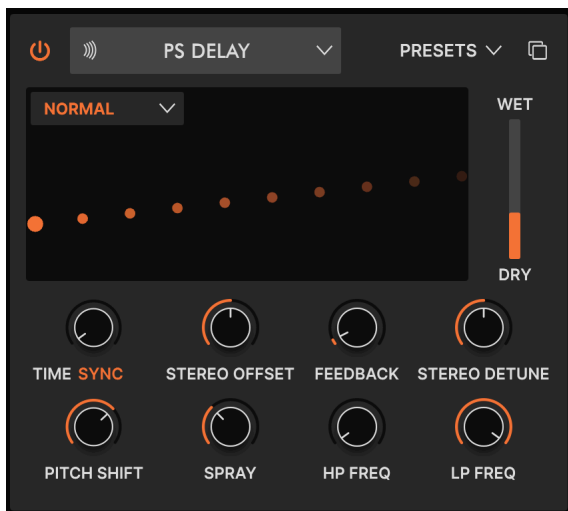 PS DELAY
PRESETS
NORMAL
WET
DRY
TIME SYNC
STEREO OFFSET
FEEDBACK
STEREO DETUNE
PITCH SHIFT
SPRAY
HP FREQ
LP FREQ